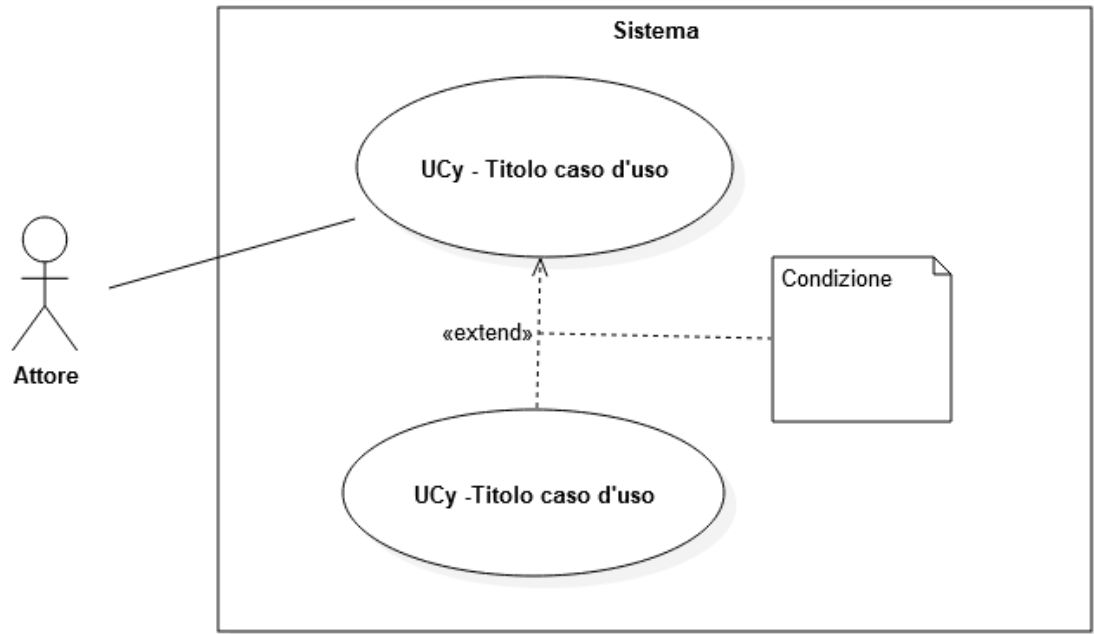 Sistema
UCy - Titolo caso d'uso
Condizione
«extend»
Attore
UCy -Titolo caso d'uso